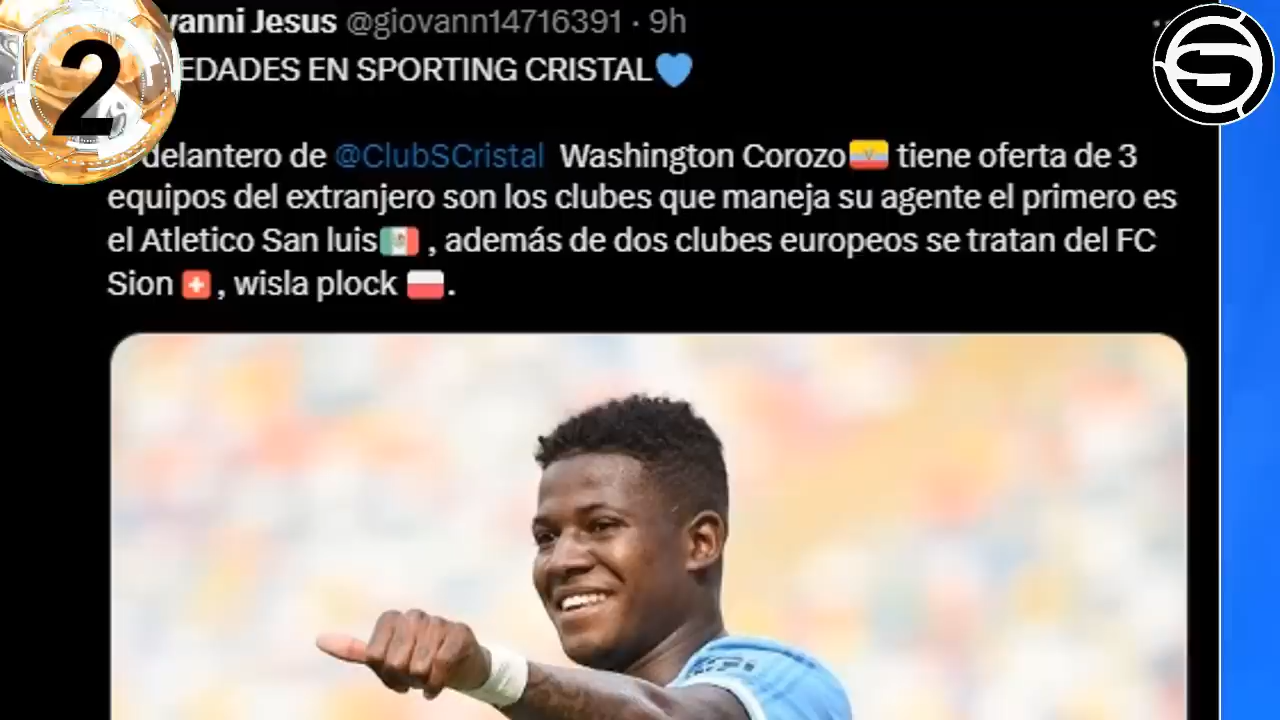 vanni Jesus @giovann14716391 · 9h
EDADES EN SPORTING CRISTAL💙
2
delantero de @ClubSCristal Washington Corozo🇪🇨 tiene oferta de 3
equipos del extranjero son los clubes que maneja su agente el primero es
el Atletico San luis🇲🇽 , además de dos clubes europeos se tratan del FC
Sion 🇨🇭 , wisla plock 🇵🇱.